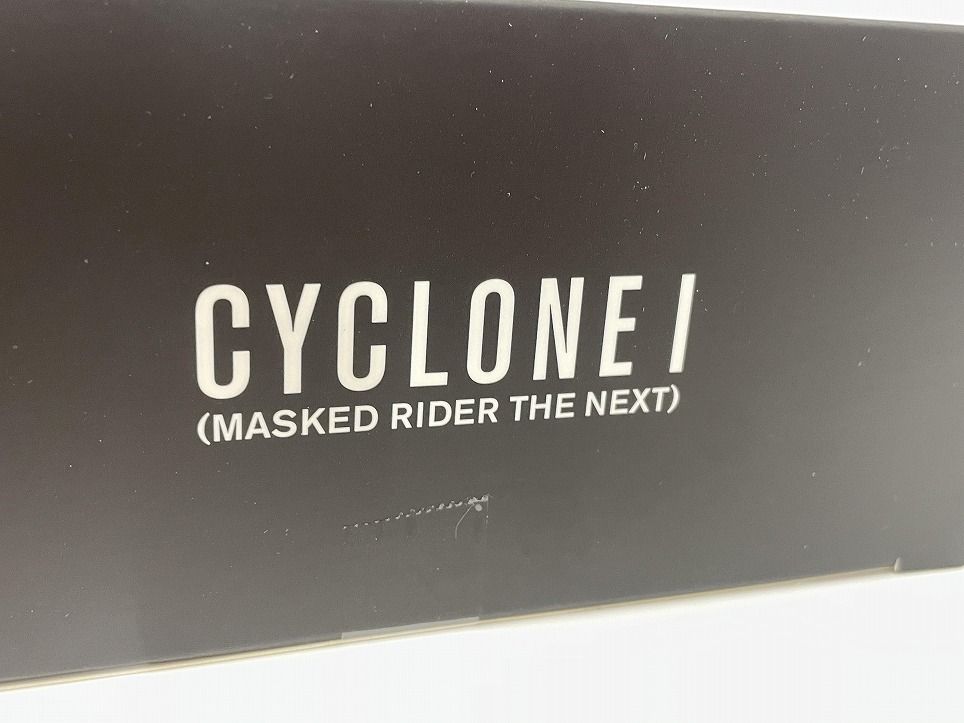 CYCLONE I
(MASKED RIDER THE NEXT)